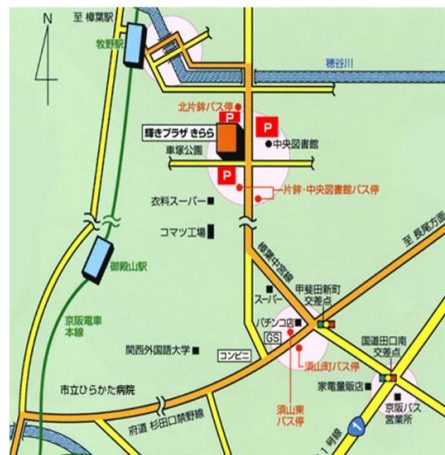 N
至 樟葉駅
牧野駅
穂谷川
北片鉾バス停
P
輝きプラザ きらら
P
中央図書館
車塚公園
P
衣料スーパー
片鉾・中央図書館バス停
コマツ工場
御殿山駅
樟葉中宮線
至 長尾方面
スーパー
甲斐田新町
交差点
京阪電車
本線
パチンコ店
GS
国道田口南
交差点
関西外国語大学
コンビニ
須山町バス停
家電量販店
市立ひらかた病院
須山東
バス停
京阪バス
営業所
府道 杉田口禁野線
1
1号線